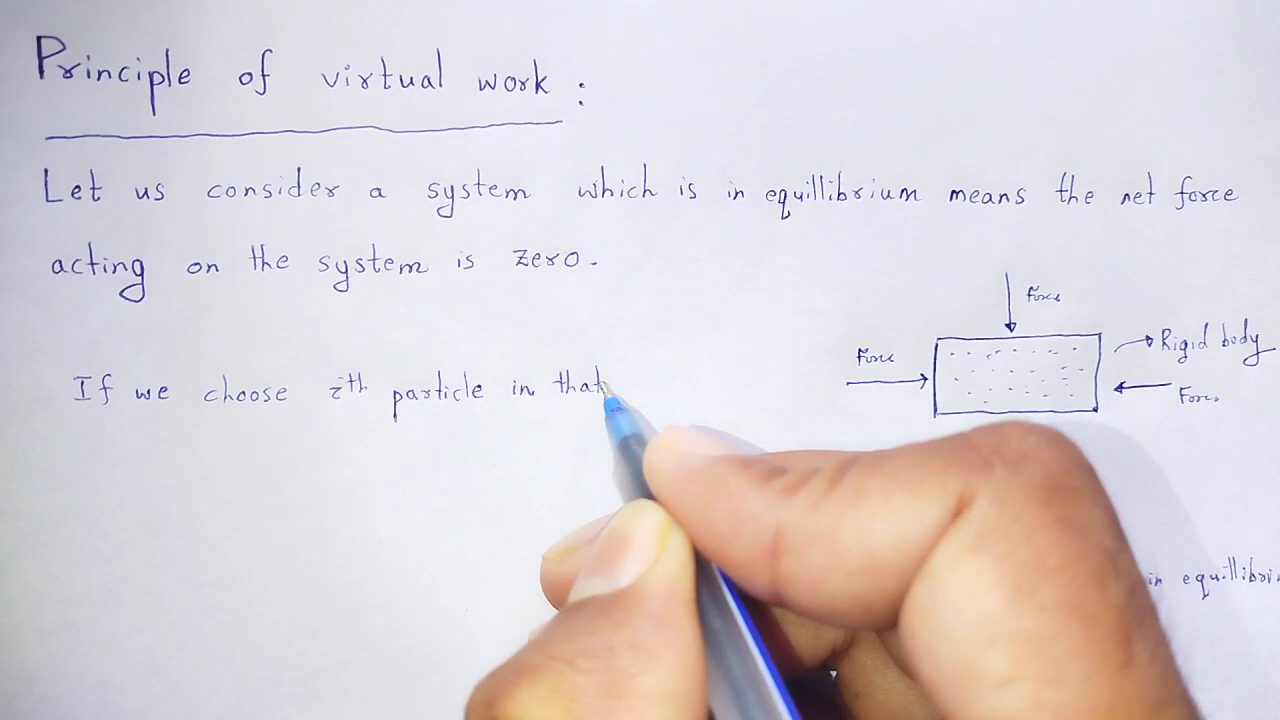 Principle of virtual work :
Let us consider a system which is in equillibrium means the net force
acting on the system is zero.
Force
Rigid body
Force
Force
If we choose ith particle in that
in equillibri